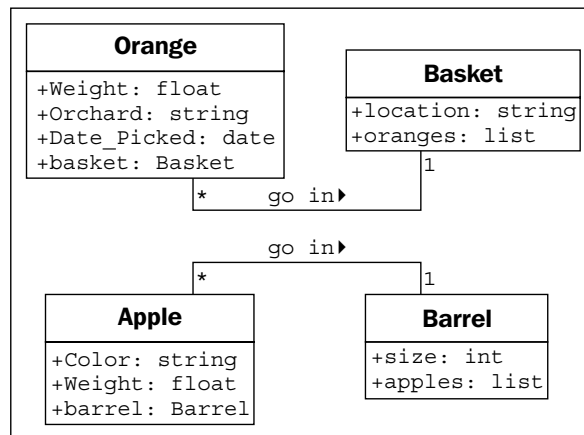 Orange
+Weight: float
+Orchard: string
+Date_Picked: date
+basket: Basket
Basket
+location: string
+oranges: list
* go in 1
go in
* 1
Apple
+Color: string
+Weight: float
+barrel: Barrel
Barrel
+size: int
+apples: list